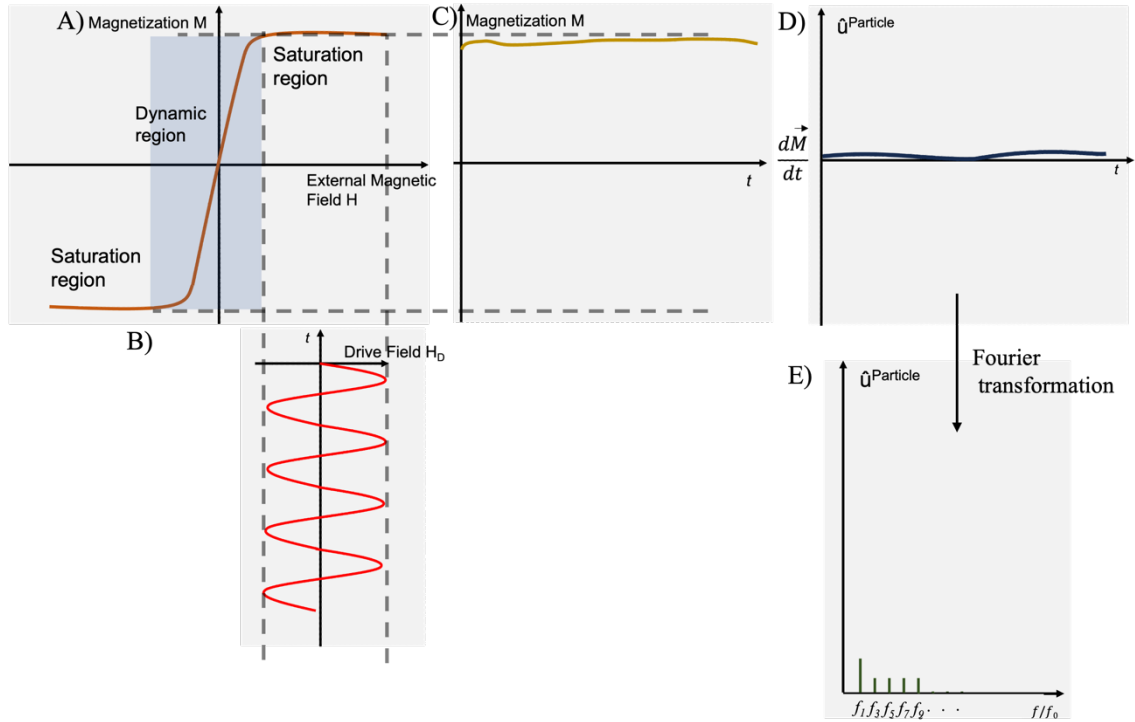 A)
Magnetization M
Saturation
region
Dynamic
region
External Magnetic
Field H
Saturation
region
B)
t
Drive Field H_D
C)
Magnetization M
t
D)
û^Particle
dM⃗
dt
t
Fourier
transformation
E)
û^Particle
f₁ f₃ f₅ f₇ f₉ . . .
f/f₀